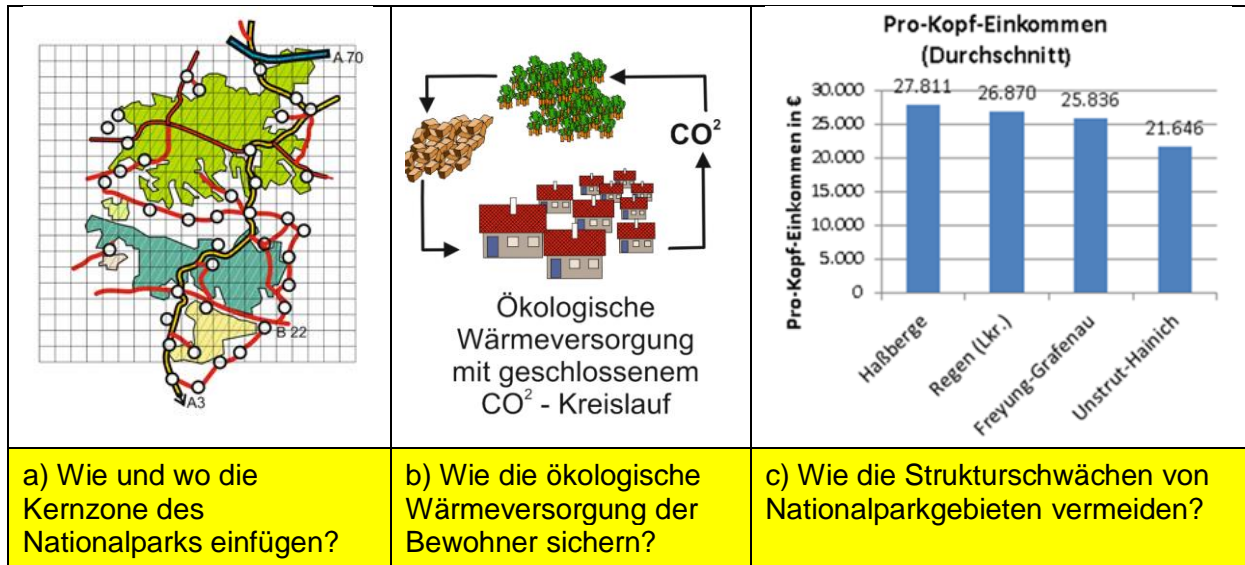 A 70
B 22
A3
CO²
Ökologische
Wärmeversorgung
mit geschlossenem
CO² - Kreislauf
Pro-Kopf-Einkommen
(Durchschnitt)
Pro-Kopf-Einkommen in €
30.000
25.000
20.000
15.000
10.000
5.000
0
27.811
26.870
25.836
21.646
Haßberge
Regen (Lkr.)
Freyung-Grafenau
Unstrut-Hainich
a) Wie und wo die
Kernzone des
Nationalparks einfügen?
b) Wie die ökologische
Wärmeversorgung der
Bewohner sichern?
c) Wie die Strukturschwächen von
Nationalparkgebieten vermeiden?